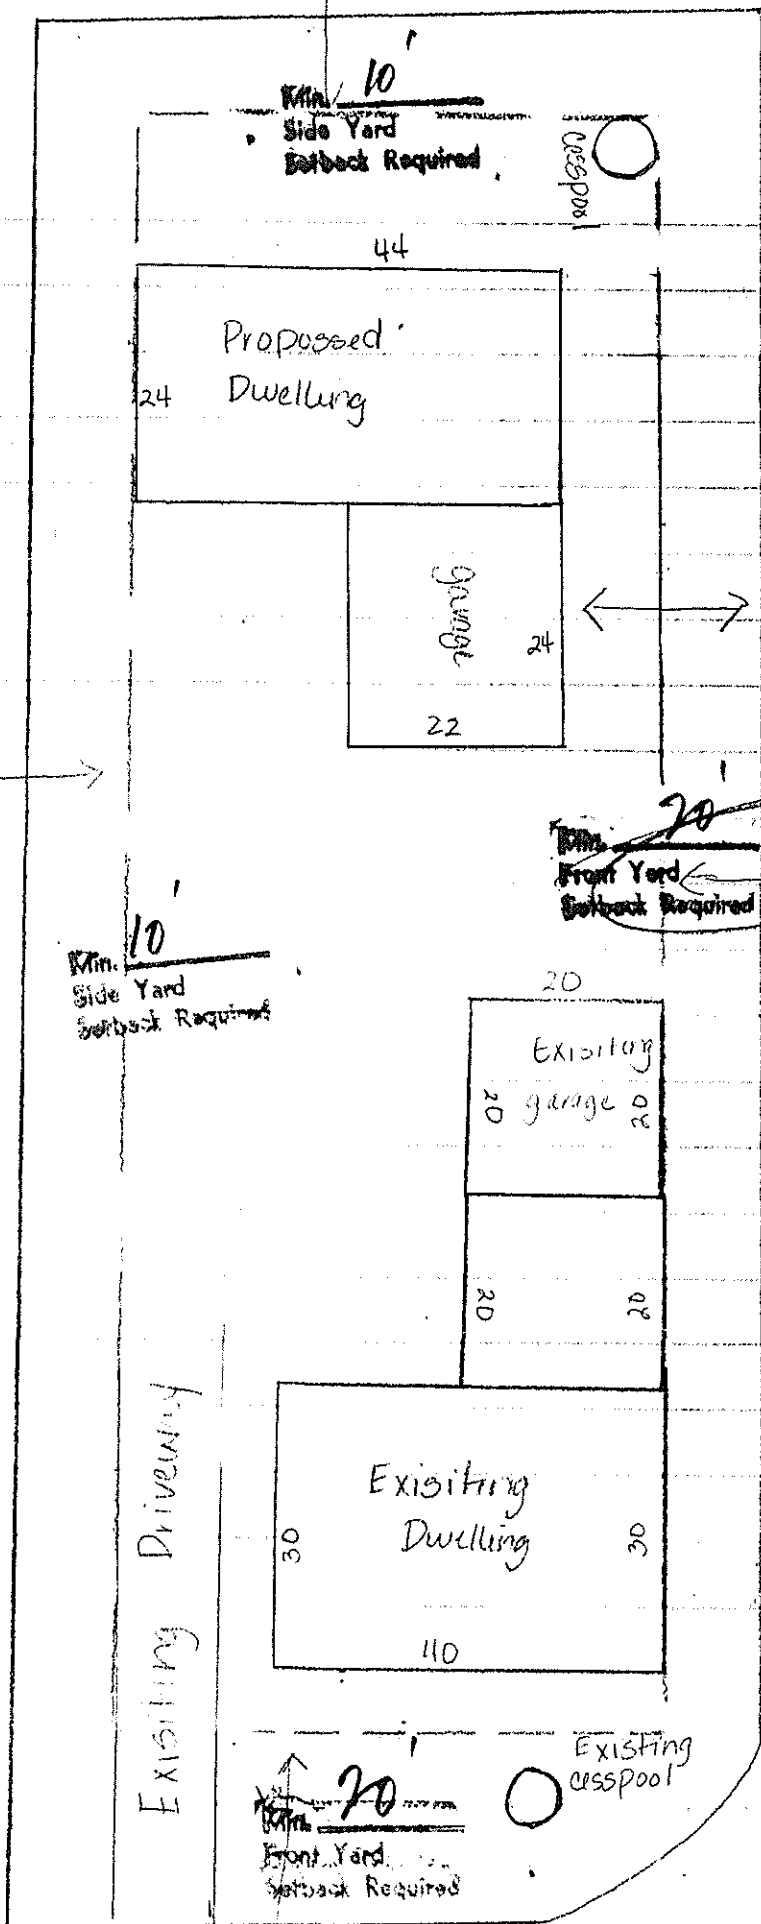 Min. 10'
Side Yard
Setback Required
Cesspool
44
Propossed
Dwelling
24
garage
24
22
Min. 20'
Front Yard
Setback Required
Min. 10'
Side Yard
Setback Required
20
Exisiting
garage
20
20
20
20
Exisiting
Dwelling
30
30
110
Exisiting Driveway
Existing
cesspool
Min. 20'
Front Yard
Setback Required